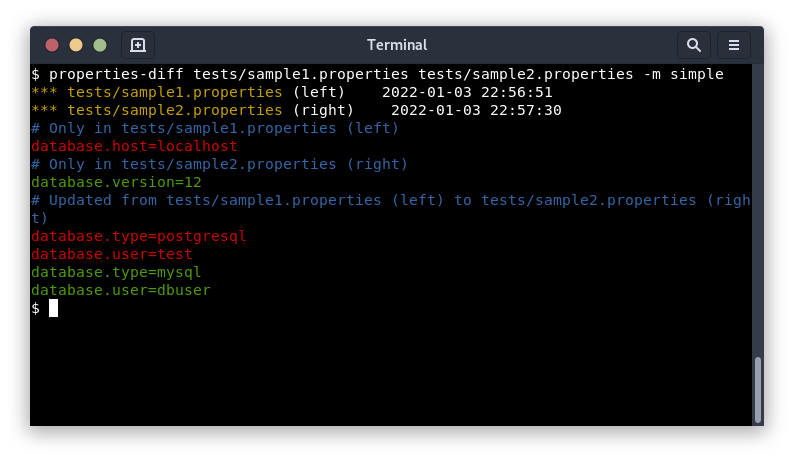 Terminal
$ properties-diff tests/sample1.properties tests/sample2.properties -m simple
*** tests/sample1.properties (left)    2022-01-03 22:56:51
*** tests/sample2.properties (right)    2022-01-03 22:57:30
# Only in tests/sample1.properties (left)
database.host=localhost
# Only in tests/sample2.properties (right)
database.version=12
# Updated from tests/sample1.properties (left) to tests/sample2.properties (righ
t)
database.type=postgresql
database.user=test
database.type=mysql
database.user=dbuser
$